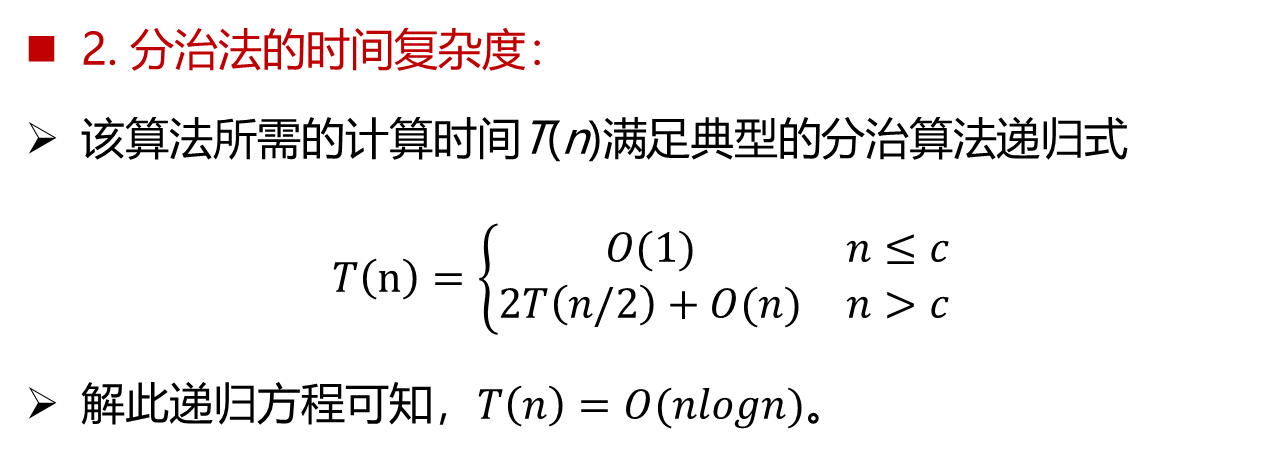 ■ 2. 分治法的时间复杂度：
➢ 该算法所需的计算时间T(n)满足典型的分治算法递归式
T(n) = { O(1) n ≤ c
2T(n/2) + O(n) n > c
➢ 解此递归方程可知，T(n) = O(nlogn)。